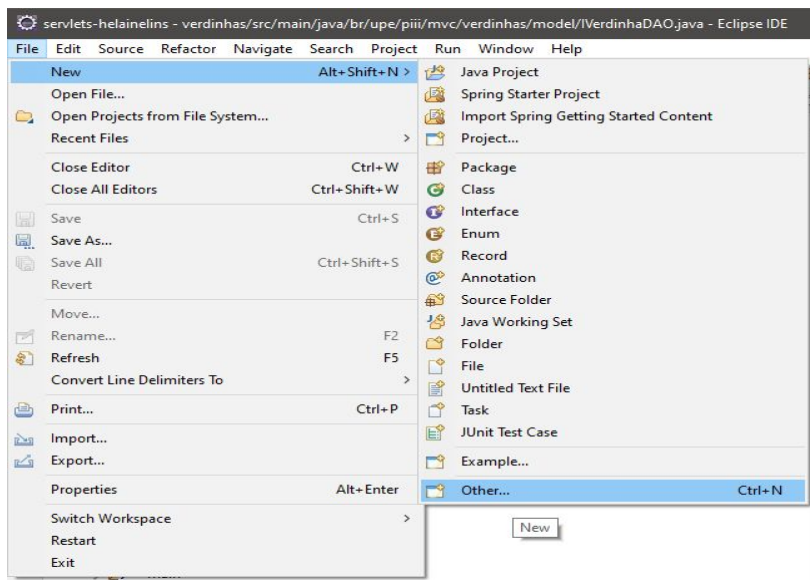 servlets-helainelins - verdinhas/src/main/java/br/upe/piii/mvc/verdinhas/model/IVerdinhaDAO.java - Eclipse IDE
File Edit Source Refactor Navigate Search Project Run Window Help
New Alt+Shift+N >
Open File...
Open Projects from File System...
Recent Files >
Close Editor Ctrl+W
Close All Editors Ctrl+Shift+W
Save Ctrl+S
Save As...
Save All Ctrl+Shift+S
Revert
Move...
Rename... F2
Refresh F5
Convert Line Delimiters To >
Print... Ctrl+P
Import...
Export...
Properties Alt+Enter
Switch Workspace >
Restart
Exit
Java Project
Spring Starter Project
Import Spring Getting Started Content
Project...
Package
Class
Interface
Enum
Record
Annotation
Source Folder
Java Working Set
Folder
File
Untitled Text File
Task
JUnit Test Case
Example...
Other... Ctrl+N
New